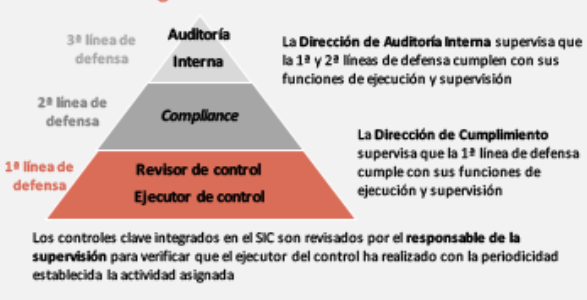 3ª línea de
defensa
Auditoría
Interna
La Dirección de Auditoría Interna supervisa que
la 1ª y 2ª líneas de defensa cumplen con sus
funciones de ejecución y supervisión
2ª línea de
defensa
Compliance
La Dirección de Cumplimiento
supervisa que la 1ª línea de defensa
cumple con sus funciones de
ejecución y supervisión
1ª línea de
defensa
Revisor de control
Ejecutor de control
Los controles clave integrados en el SIC son revisados por el responsable de la
supervisión para verificar que el ejecutor del control ha realizado con la periodicidad
establecida la actividad asignada